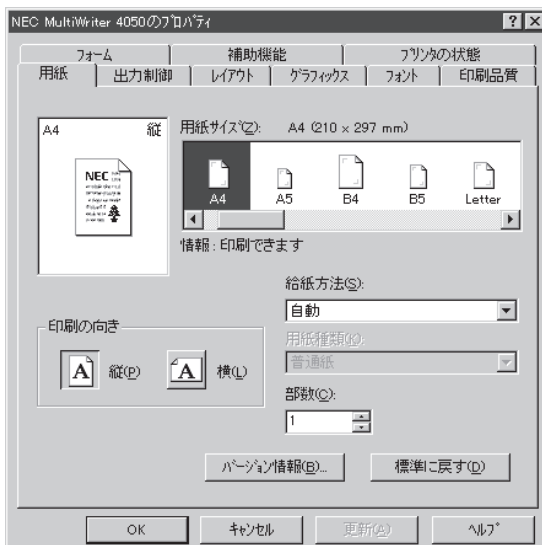 NEC MultiWriter 4050のﾌﾟﾛﾊﾟﾃｨ
フォーム 補助機能 ﾌﾟﾘﾝﾀの状態
用紙 出力制御 ﾚｲｱｳﾄ ｸﾞﾗﾌｨｯｸｽ ﾌｫﾝﾄ 印刷品質
A4 縦 用紙サイズ(Z): A4 (210 × 297 mm)
NEC
A4 A5 B4 B5 Letter
情報 : 印刷できます
給紙方法(S):
自動
印刷の向き
用紙種類(K):
普通紙
A 縦(P) A 横(L)
部数(C):
1
ﾊﾞｰｼﾞｮﾝ情報(B)... 標準に戻す(D)
OK ｷｬﾝｾﾙ 更新(A) ﾍﾙﾌﾟ